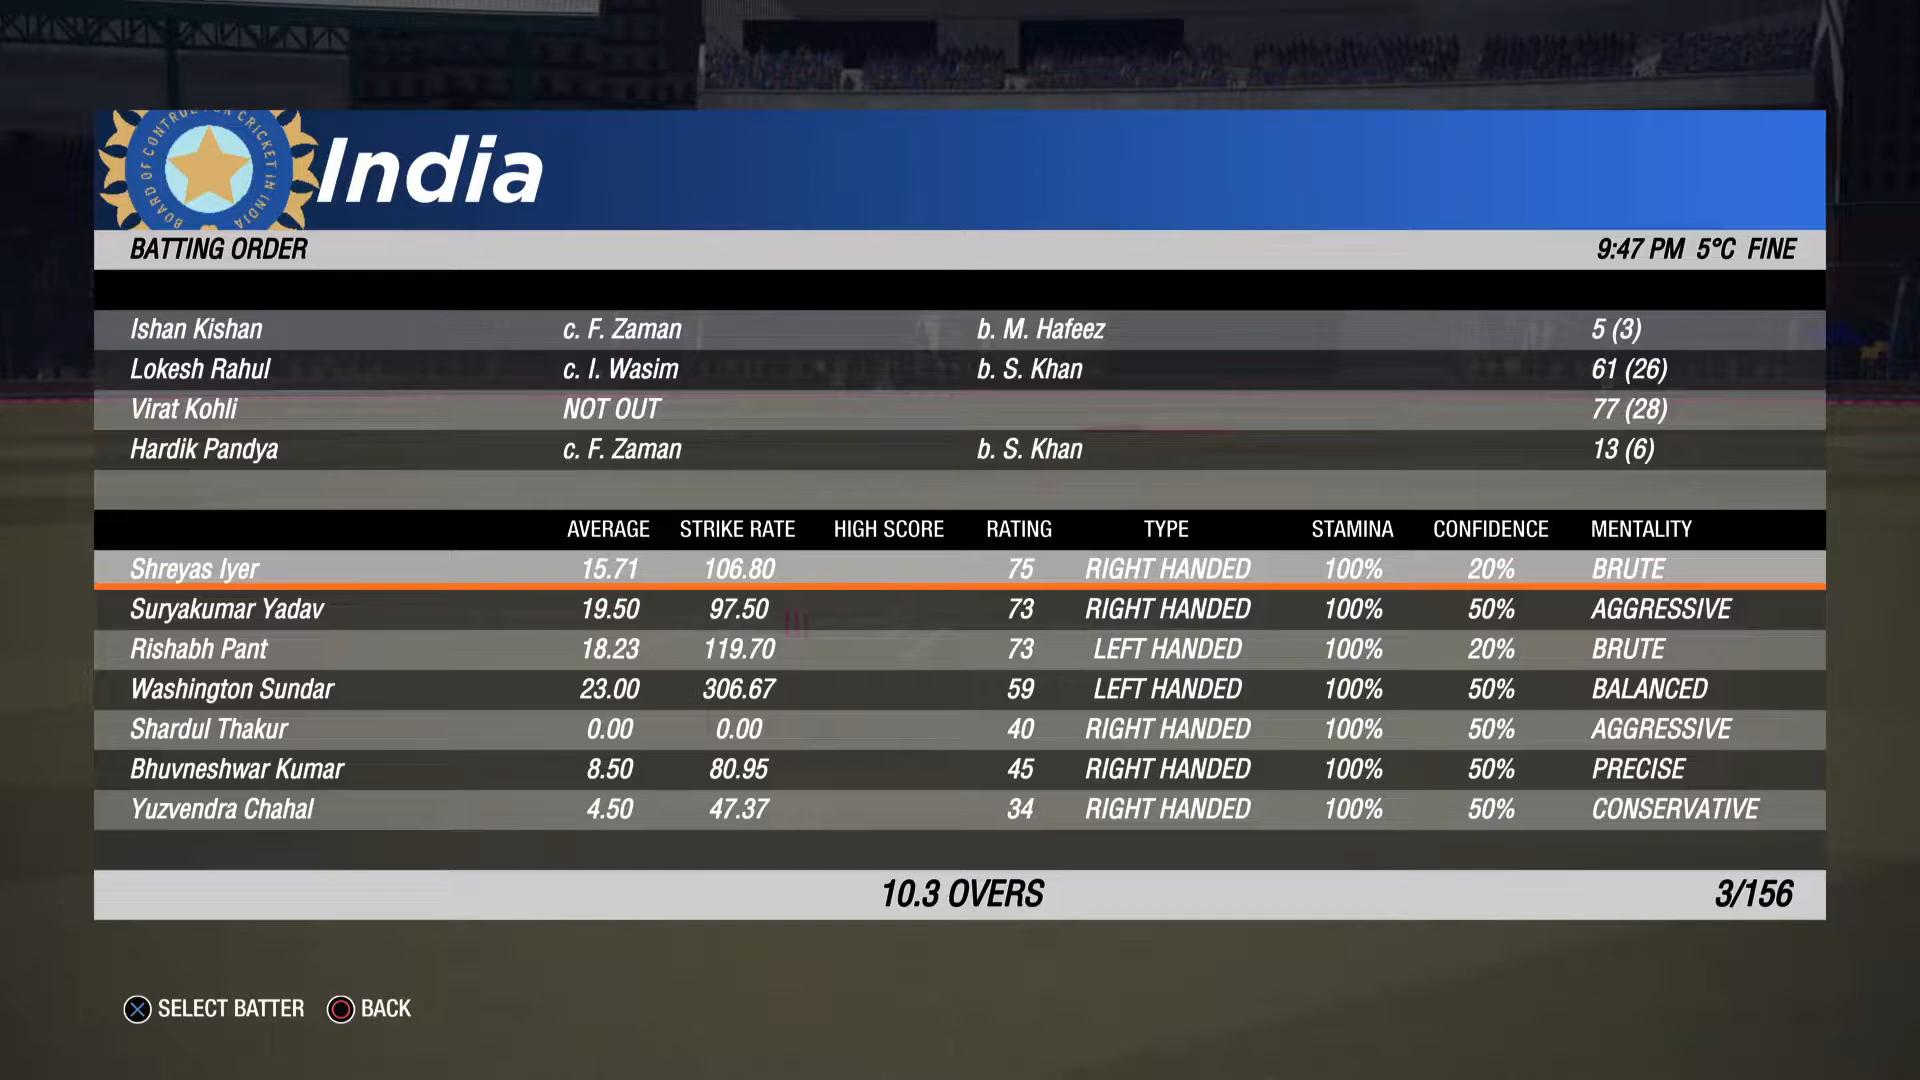 BOARD OF CONTROL FOR CRICKET IN INDIA
India
BATTING ORDER 9:47 PM 5°C FINE
Ishan Kishan c. F. Zaman b. M. Hafeez 5 (3)
Lokesh Rahul c. I. Wasim b. S. Khan 61 (26)
Virat Kohli NOT OUT 77 (28)
Hardik Pandya c. F. Zaman b. S. Khan 13 (6)
AVERAGE STRIKE RATE HIGH SCORE RATING TYPE STAMINA CONFIDENCE MENTALITY
Shreyas Iyer 15.71 106.80 75 RIGHT HANDED 100% 20% BRUTE
Suryakumar Yadav 19.50 97.50 73 RIGHT HANDED 100% 50% AGGRESSIVE
Rishabh Pant 18.23 119.70 73 LEFT HANDED 100% 20% BRUTE
Washington Sundar 23.00 306.67 59 LEFT HANDED 100% 50% BALANCED
Shardul Thakur 0.00 0.00 40 RIGHT HANDED 100% 50% AGGRESSIVE
Bhuvneshwar Kumar 8.50 80.95 45 RIGHT HANDED 100% 50% PRECISE
Yuzvendra Chahal 4.50 47.37 34 RIGHT HANDED 100% 50% CONSERVATIVE
10.3 OVERS 3/156
SELECT BATTER BACK